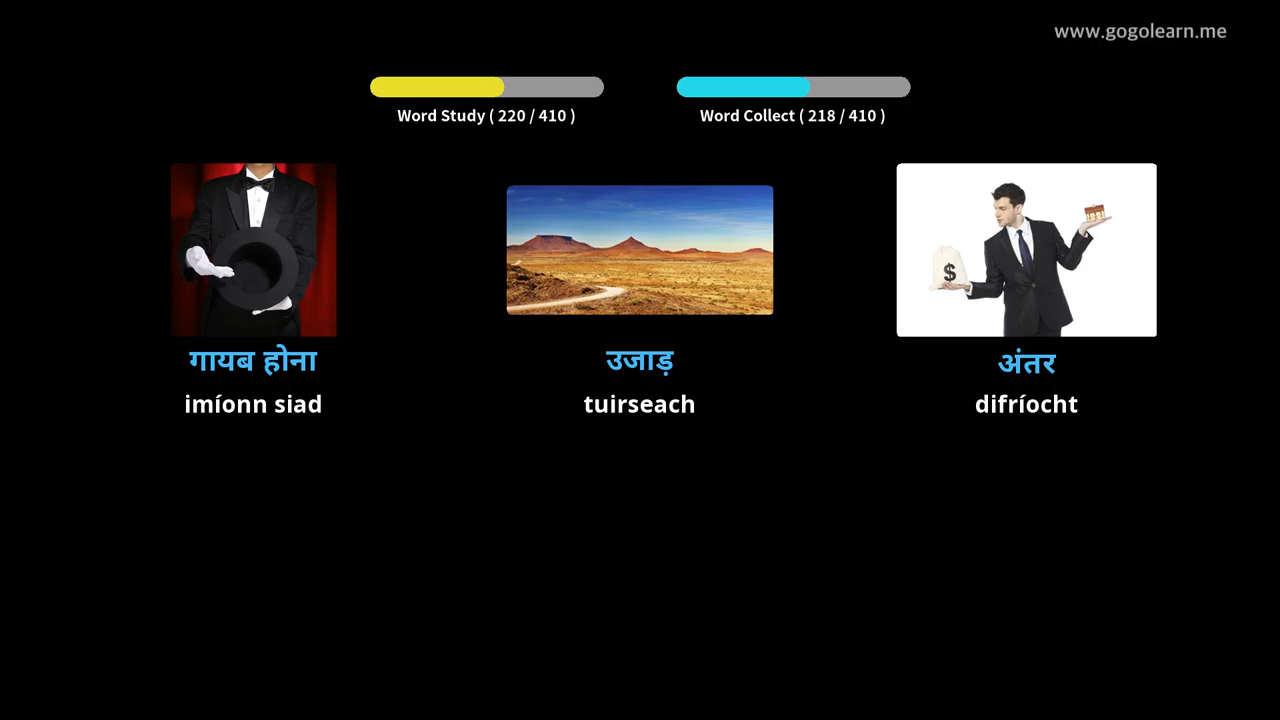 www.gogolearn.me
Word Study ( 220 / 410 )
Word Collect ( 218 / 410 )
$
गायब होना
उजाड़
अंतर
imíonn siad
tuirseach
difríocht